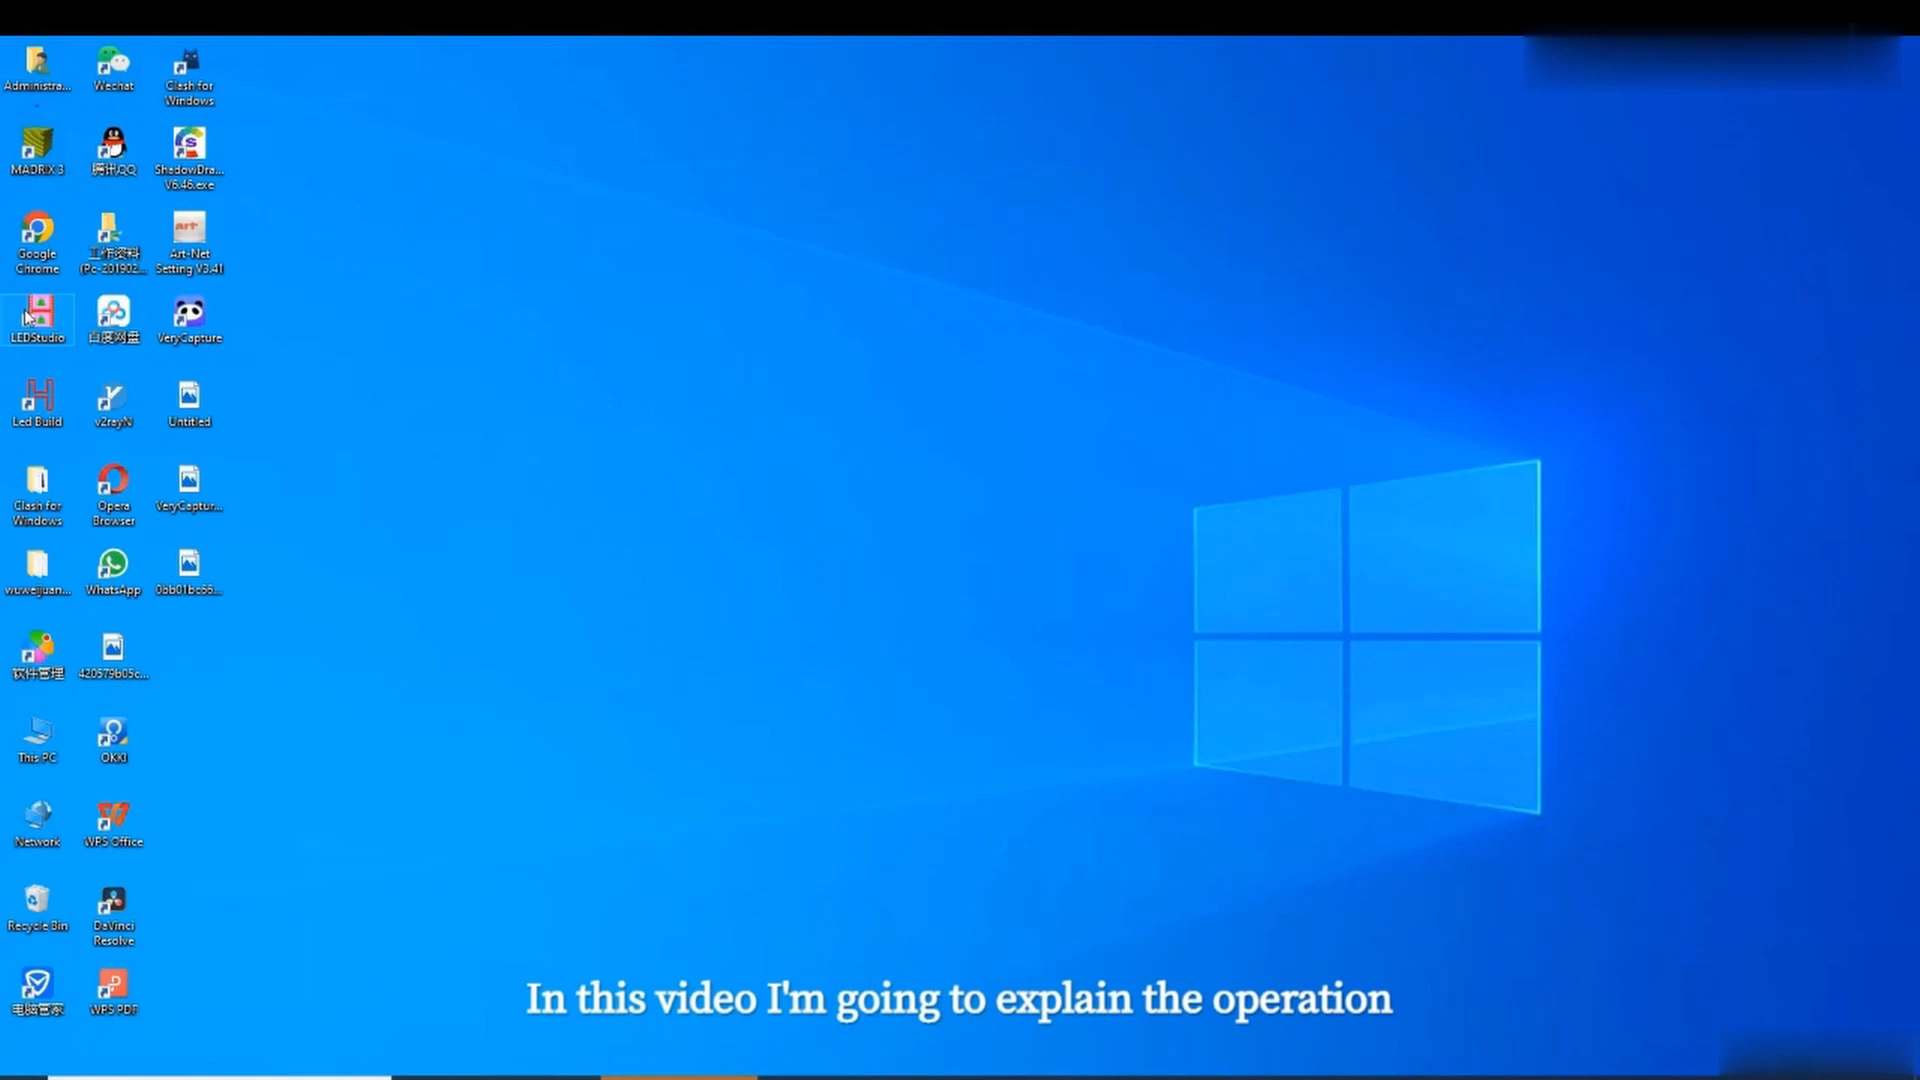 Administra...
Wechat
Clash for
Windows
MADRIX 3
腾讯QQ
ShadowDra...
V6.46.exe
Google
Chrome
工作资料
(Pc-201902...
Art-Net
Setting V3.41
LEDStudio
百度网盘
VeryCapture
Led Build
v2rayN
Untitled
Clash for
Windows
Opera
Browser
VeryCaptur...
wuweijuan...
WhatsApp
0bb01bc66...
软件管理
420579b05c...
This PC
OKKI
Network
WPS Office
Recycle Bin
DaVinci
Resolve
电脑管家
WPS PDF
In this video I'm going to explain the operation